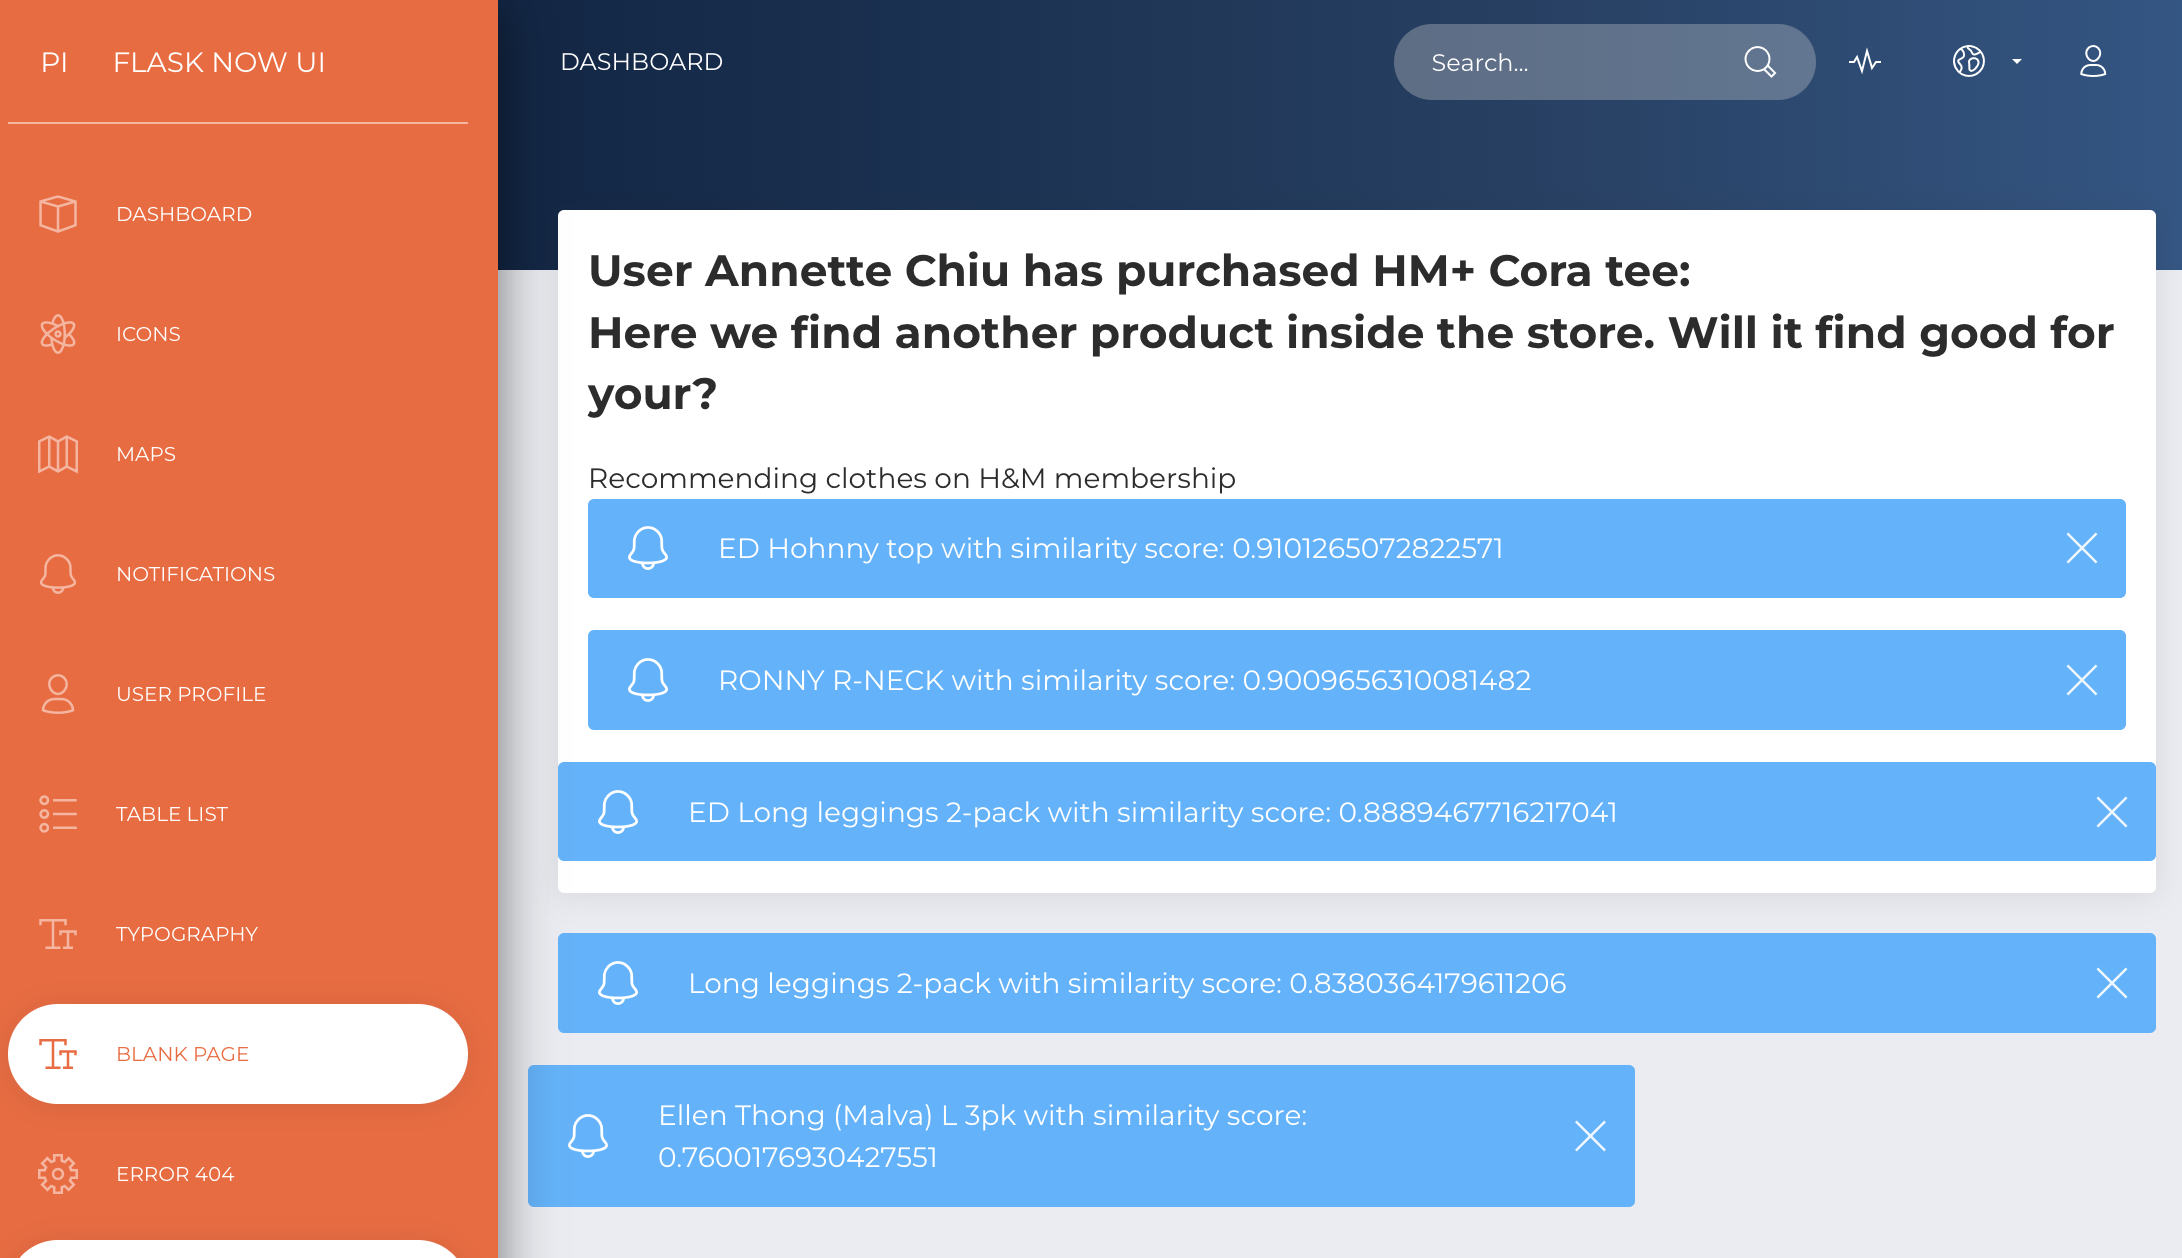 PI FLASK NOW UI
DASHBOARD
ICONS
MAPS
NOTIFICATIONS
USER PROFILE
TABLE LIST
TYPOGRAPHY
BLANK PAGE
ERROR 404
DASHBOARD
Search...
User Annette Chiu has purchased HM+ Cora tee:
Here we find another product inside the store. Will it find good for
your?
Recommending clothes on H&M membership
ED Hohnny top with similarity score: 0.9101265072822571
RONNY R-NECK with similarity score: 0.9009656310081482
ED Long leggings 2-pack with similarity score: 0.8889467716217041
Long leggings 2-pack with similarity score: 0.8380364179611206
Ellen Thong (Malva) L 3pk with similarity score:
0.7600176930427551